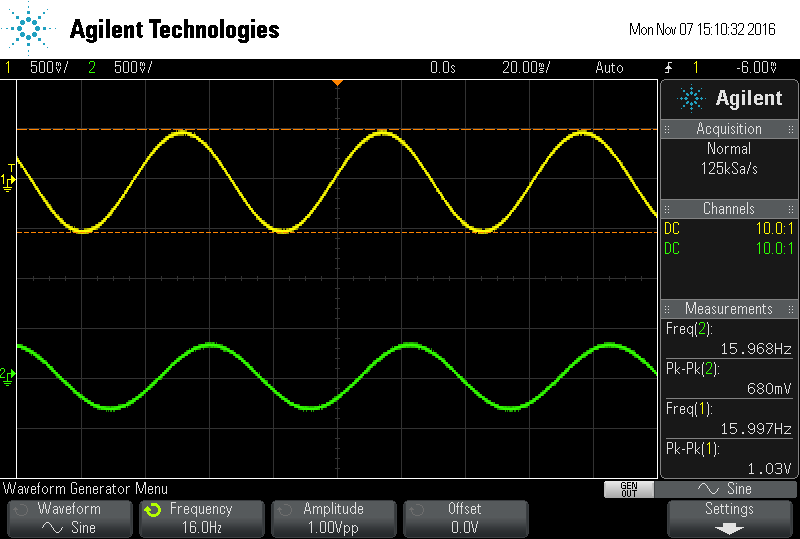 Agilent Technologies
Mon Nov 07 15:10:32 2016
1 500mV/ 2 500mV/ 0.0s 20.00ms/ Auto 1 -6.00mV
Agilent
Acquisition
Normal
125kSa/s
Channels
DC 10.0:1
DC 10.0:1
Measurements
Freq(2):
15.968Hz
Pk-Pk(2):
680mV
Freq(1):
15.997Hz
Pk-Pk(1):
1.03V
T
1
2
Waveform Generator Menu
GEN OUT
Sine
Waveform
Sine
Frequency
16.0Hz
Amplitude
1.00Vpp
Offset
0.0V
Settings